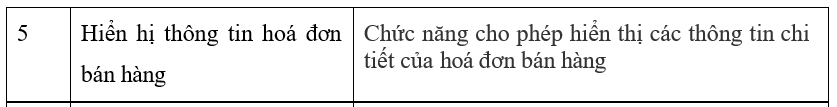 5
Hiển hị thông tin hoá đơn
bán hàng
Chức năng cho phép hiển thị các thông tin chi
tiết của hoá đơn bán hàng